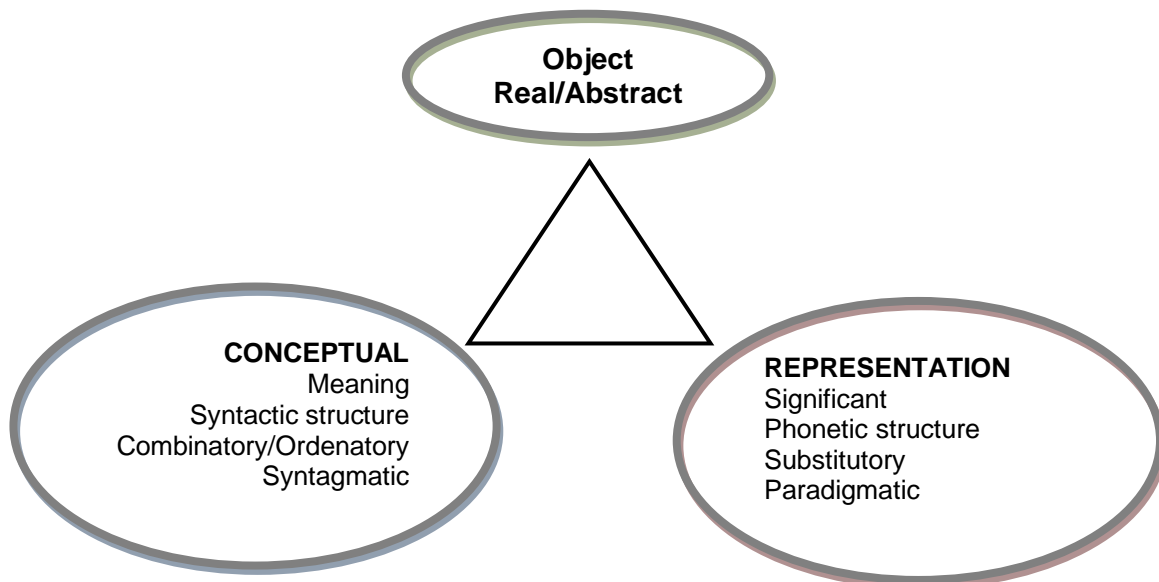 Object
Real/Abstract
CONCEPTUAL
Meaning
Syntactic structure
Combinatory/Ordenatory
Syntagmatic
REPRESENTATION
Significant
Phonetic structure
Substitutory
Paradigmatic